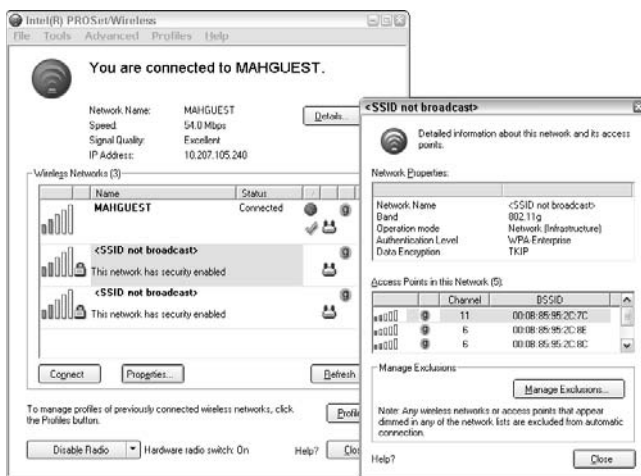 Intel(R) PROSet/Wireless
File Tools Advanced Profiles Help
You are connected to MAHGUEST.
Network Name: MAHGUEST
Speed: 54.0 Mbps
Signal Quality: Excellent
IP Address: 10.207.105.240
Details...
Wireless Networks (3)
Name Status
MAHGUEST Connected
g
<SSID not broadcast>
g
This network has security enabled
<SSID not broadcast>
g
This network has security enabled
Connect Properties... Refresh
To manage profiles of previously connected wireless networks, click
the Profiles button.
Disable Radio Hardware radio switch: On Help?
<SSID not broadcast>
Detailed information about this network and its access
points.
Network Properties:
Network Name <SSID not broadcast>
Band 802.11g
Operation mode Network (Infrastructure)
Authentication Level WPA-Enterprise
Data Encryption TKIP
Access Points in this Network (5):
Channel BSSID
g 11 00:0B:85:95:2C:7C
g 6 00:0B:85:95:2C:8E
g 6 00:0B:85:95:2C:8C
Manage Exclusions
Manage Exclusions...
Note: Any wireless networks or access points that appear
dimmed in any of the network lists are excluded from automatic
connection.
Help? Close